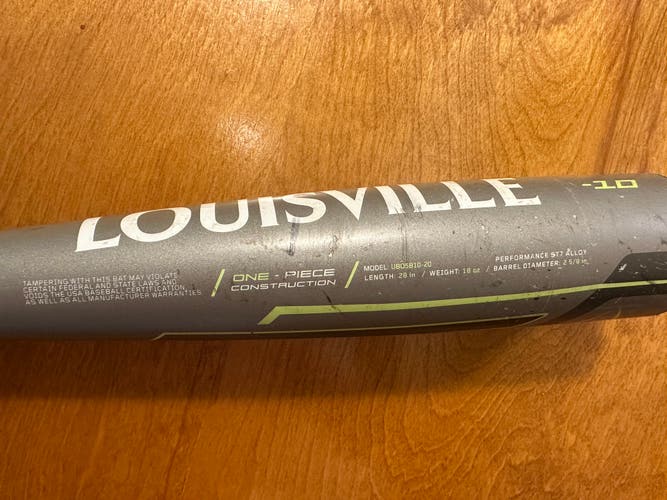 LOUISVILLE
-10
TAMPERING WITH THIS BAT MAY VIOLATE
CERTAIN FEDERAL AND STATE LAWS AND
VOIDS THE USA BASEBALL CERTIFICATION
AS WELL AS ALL MANUFACTURER WARRANTIES
/ ONE - PIECE
CONSTRUCTION /
MODEL: UBO5B10-20
LENGTH: 28 in / WEIGHT: 18 oz /
PERFORMANCE ST7 ALLOY
BARREL DIAMETER: 2 5/8 in